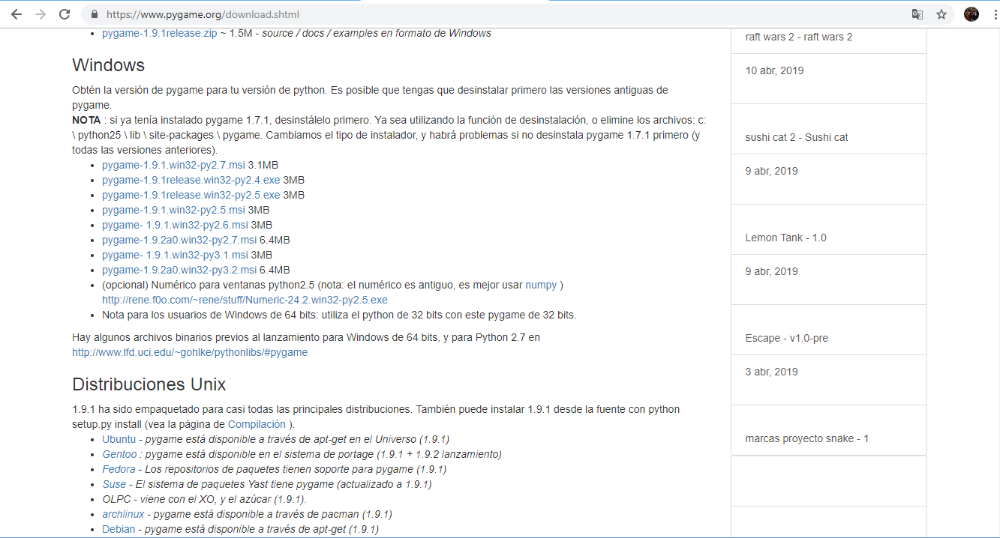 https://www.pygame.org/download.shtml
pygame-1.9.1release.zip ~ 1.5M - source / docs / examples en formato de Windows
Windows
Obtén la versión de pygame para tu versión de python. Es posible que tengas que desinstalar primero las versiones antiguas de
pygame.
NOTA : si ya tenía instalado pygame 1.7.1, desinstálelo primero. Ya sea utilizando la función de desinstalación, o elimine los archivos: c:
\ python25 \ lib \ site-packages \ pygame. Cambiamos el tipo de instalador, y habrá problemas si no desinstala pygame 1.7.1 primero (y
todas las versiones anteriores).
pygame-1.9.1.win32-py2.7.msi 3.1MB
pygame-1.9.1release.win32-py2.4.exe 3MB
pygame-1.9.1release.win32-py2.5.exe 3MB
pygame-1.9.1.win32-py2.5.msi 3MB
pygame- 1.9.1.win32-py2.6.msi 3MB
pygame-1.9.2a0.win32-py2.7.msi 6.4MB
pygame- 1.9.1.win32-py3.1.msi 3MB
pygame-1.9.2a0.win32-py3.2.msi 6.4MB
(opcional) Numérico para ventanas python2.5 (nota: el numérico es antiguo, es mejor usar numpy )
http://rene.f0o.com/~rene/stuff/Numeric-24.2.win32-py2.5.exe
Nota para los usuarios de Windows de 64 bits: utiliza el python de 32 bits con este pygame de 32 bits.
Hay algunos archivos binarios previos al lanzamiento para Windows de 64 bits, y para Python 2.7 en
http://www.lfd.uci.edu/~gohlke/pythonlibs/#pygame
Distribuciones Unix
1.9.1 ha sido empaquetado para casi todas las principales distribuciones. También puede instalar 1.9.1 desde la fuente con python
setup.py install (vea la página de Compilación ).
Ubuntu - pygame está disponible a través de apt-get en el Universo (1.9.1)
Gentoo : pygame está disponible en el sistema de portage (1.9.1 + 1.9.2 lanzamiento)
Fedora - Los repositorios de paquetes tienen soporte para pygame (1.9.1)
Suse - El sistema de paquetes Yast tiene pygame (actualizado a 1.9.1)
OLPC - viene con el XO, y el azúcar (1.9.1).
archlinux - pygame está disponible a través de pacman (1.9.1)
Debian - pygame está disponible a través de apt-get (1.9.1)
raft wars 2 - raft wars 2
10 abr, 2019
sushi cat 2 - Sushi cat
9 abr, 2019
Lemon Tank - 1.0
9 abr, 2019
Escape - v1.0-pre
3 abr, 2019
marcas proyecto snake - 1